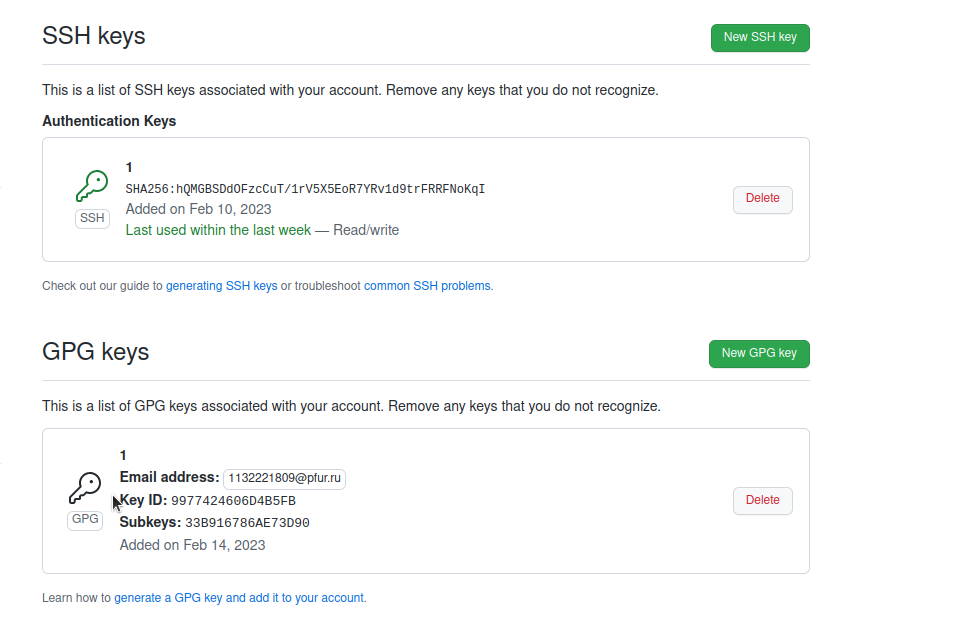 SSH keys
New SSH key
This is a list of SSH keys associated with your account. Remove any keys that you do not recognize.
Authentication Keys
1
SHA256:hQMGBSDdOFzcCuT/1rV5X5EoR7YRv1d9trFRRFNoKqI
Added on Feb 10, 2023
Last used within the last week — Read/write
SSH
Delete
Check out our guide to generating SSH keys or troubleshoot common SSH problems.
GPG keys
New GPG key
This is a list of GPG keys associated with your account. Remove any keys that you do not recognize.
1
Email address: 1132221809@pfur.ru
Key ID: 9977424606D4B5FB
Subkeys: 33B916786AE73D90
Added on Feb 14, 2023
GPG
Delete
Learn how to generate a GPG key and add it to your account.